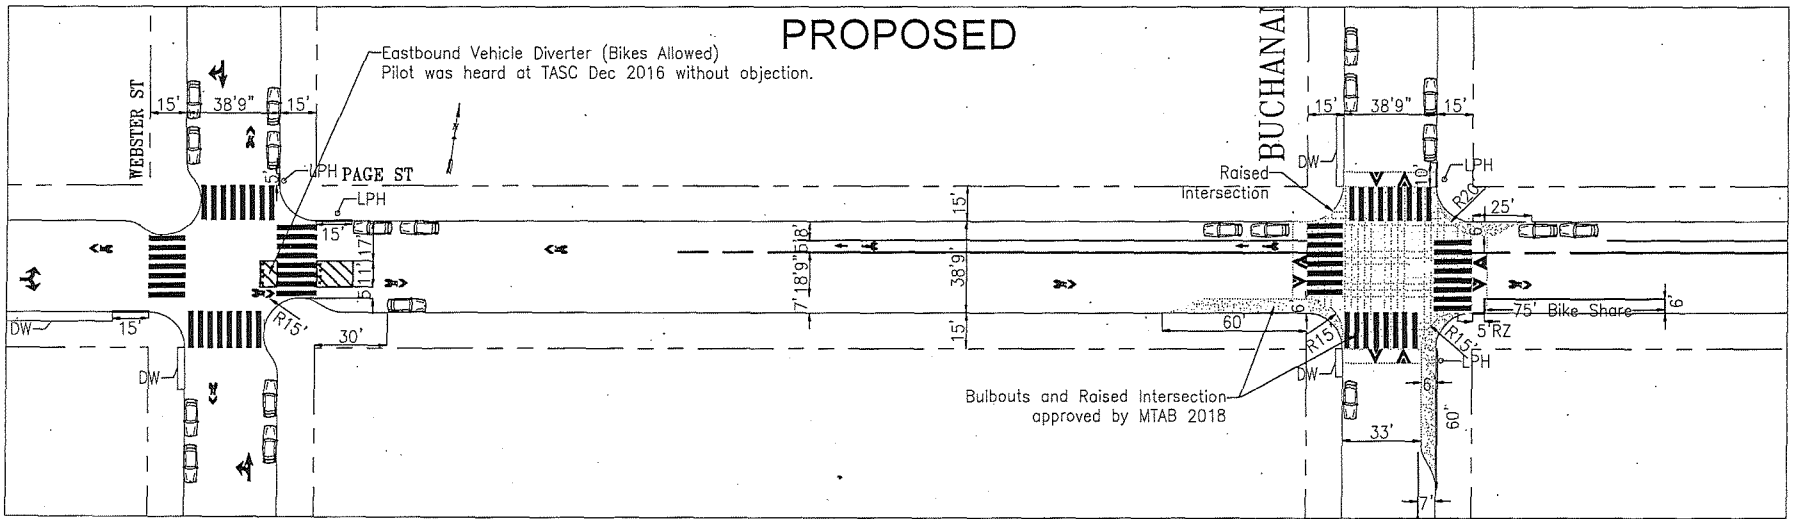 PROPOSED
Eastbound Vehicle Diverter (Bikes Allowed)
Pilot was heard at TASC Dec 2016 without objection.
WEBSTER ST
15'
38'9"
15'
BUCHANA
15'
38'9"
15'
DW
LPH
5'
LPH
PAGE ST
LPH
Raised
Intersection
10'
R20'
25'
15'
17'
11'
5'
8'
5'
18'9"
7'
15'
38'9'
15'
6'
DW
15'
R15'
30'
60'
6'
R15'
75' Bike Share
6'
5'RZ
R15'
LPH
DW
DW
Bulbouts and Raised Intersection
approved by MTAB 2018
6'
60'
33'
7'